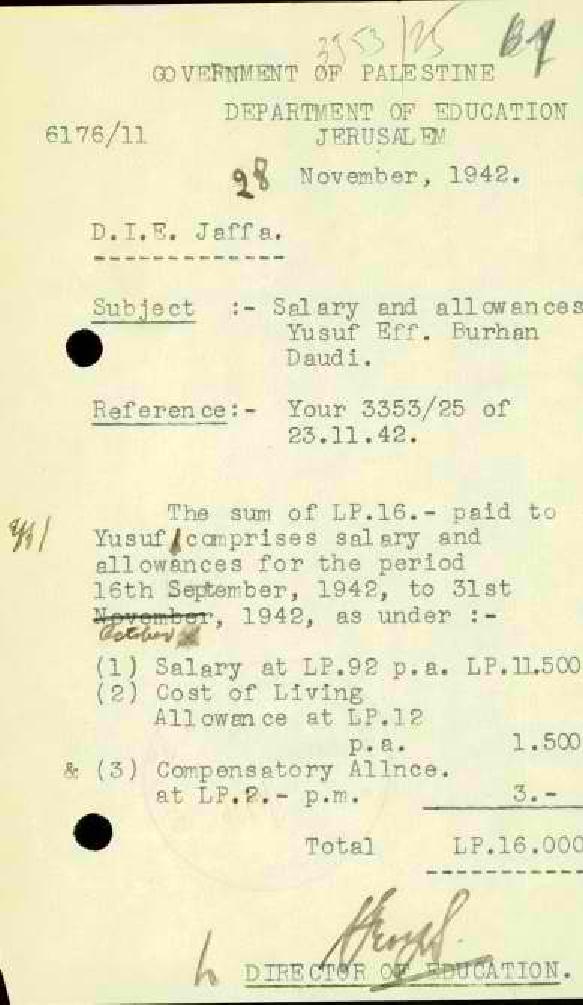 3353/25
GOVERNMENT OF PALESTINE
DEPARTMENT OF EDUCATION
6176/11 JERUSALEM
28 November, 1942.
D.I.E. Jaffa.
Subject :- Salary and allowances
Yusuf Eff. Burhan
Daudi.
Reference:- Your 3353/25 of
23.11.42.
The sum of LP.16.- paid to
Yusuf comprises salary and
allowances for the period
16th September, 1942, to 31st
November, 1942, as under :-
October
(1) Salary at LP.92 p.a. LP.11.500
(2) Cost of Living
Allowance at LP.12
p.a. 1.500
& (3) Compensatory Allnce.
at LP.2.- p.m. 3.-
Total LP.16.000
DIRECTOR OF EDUCATION.